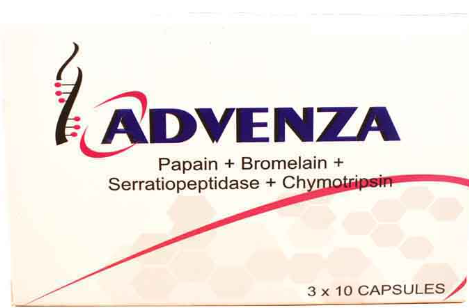 ADVENZA
Papain + Bromelain +
Serratiopeptidase + Chymotripsin
3 x 10 CAPSULES